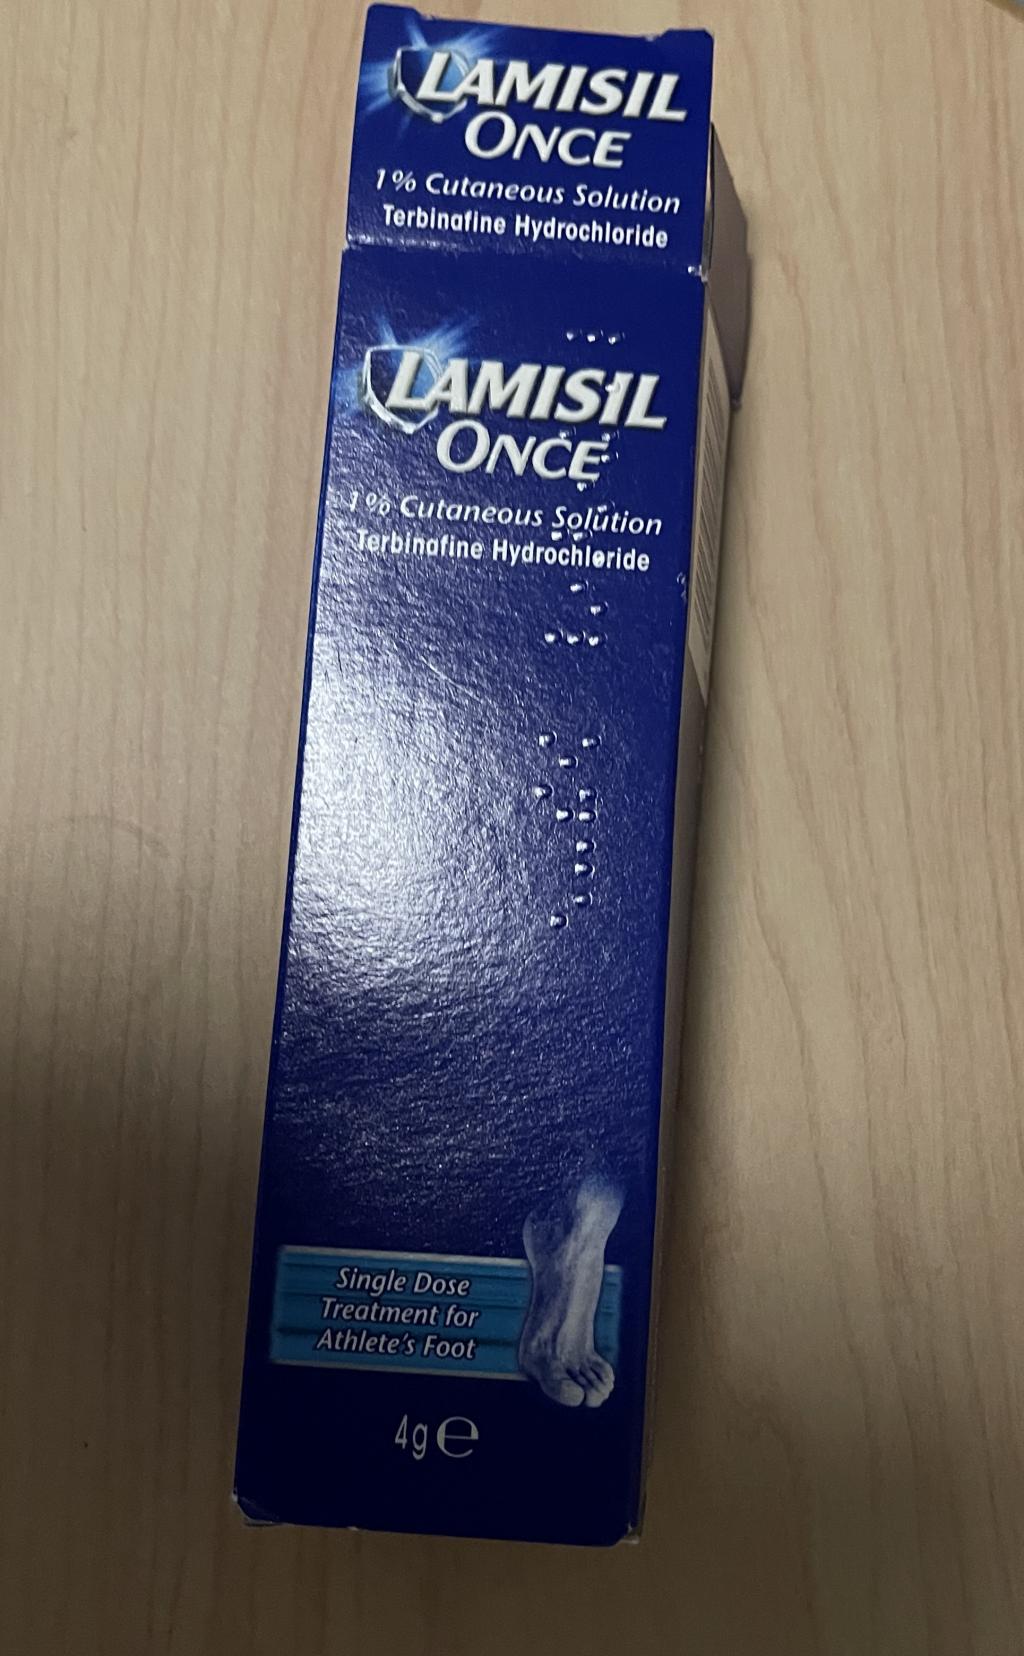 LAMISIL
ONCE
1% Cutaneous Solution
Terbinafine Hydrochloride
LAMISIL
ONCE
1% Cutaneous Solution
Terbinafine Hydrochloride
Single Dose
Treatment for
Athlete's Foot
4g ℮